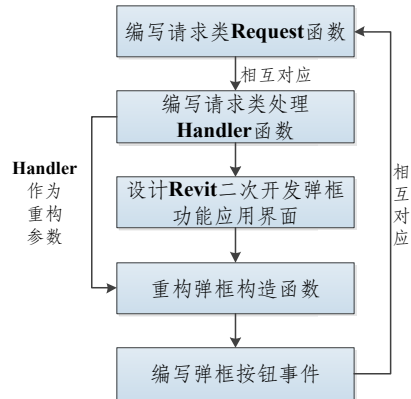 编写请求类Request函数
相互对应
编写请求类处理
Handler函数
Handler
作为
重构
参数
设计Revit二次开发弹框
功能应用界面
相
互
对
应
重构弹框构造函数
编写弹框按钮事件